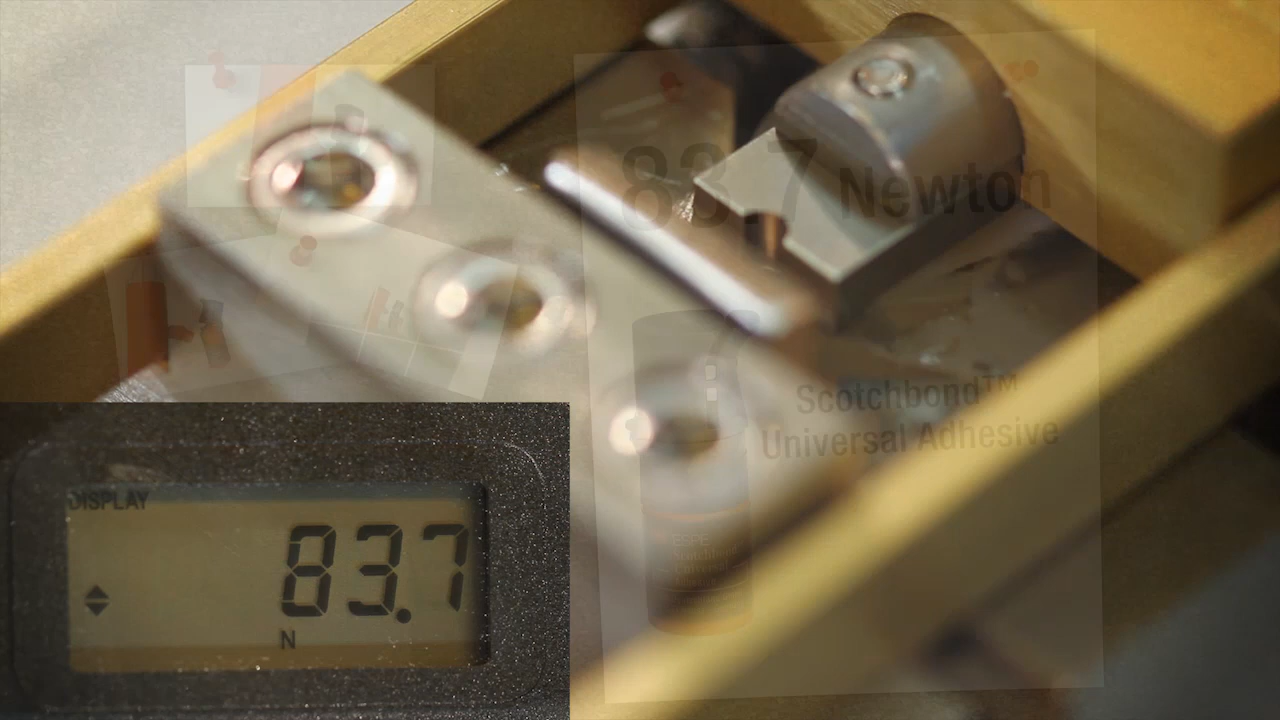 83.7 Newton
Scotchbond™
Universal Adhesive
DISPLAY
83.7
N